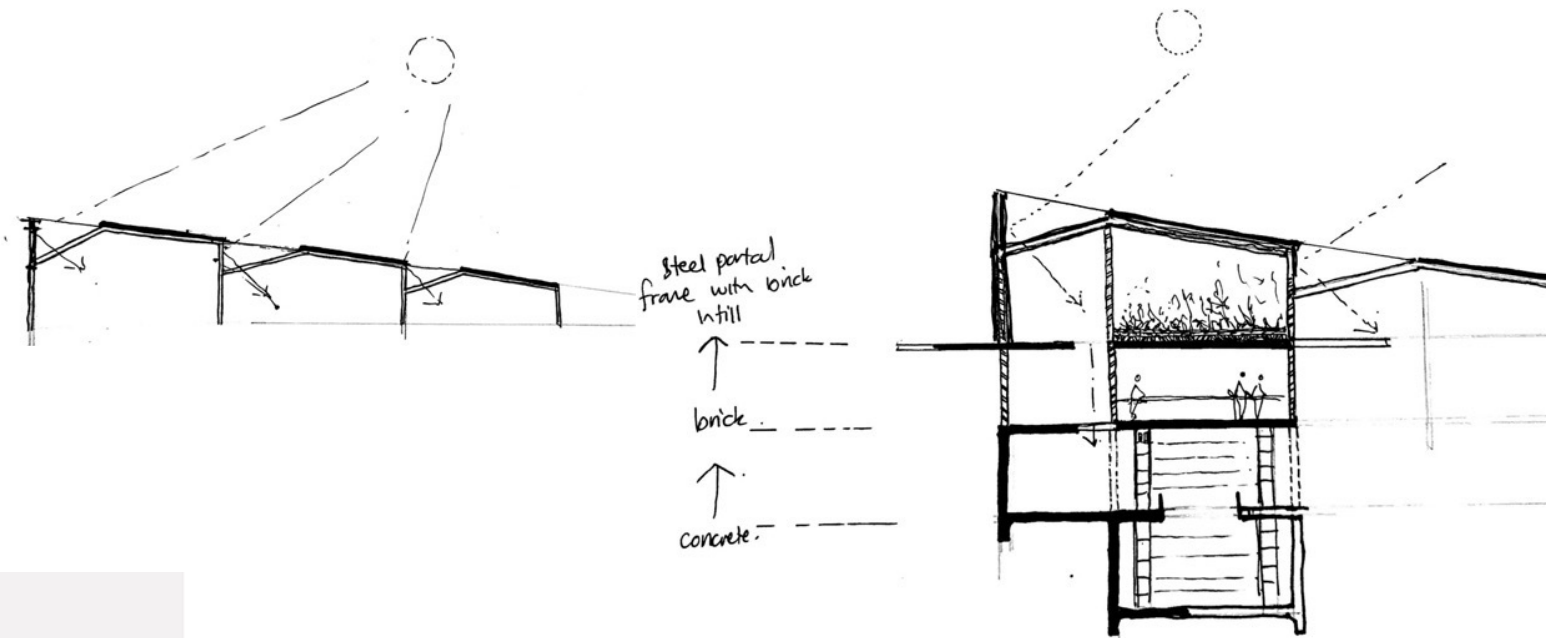 steel portal
frame with brick
infill
brick.
concrete.